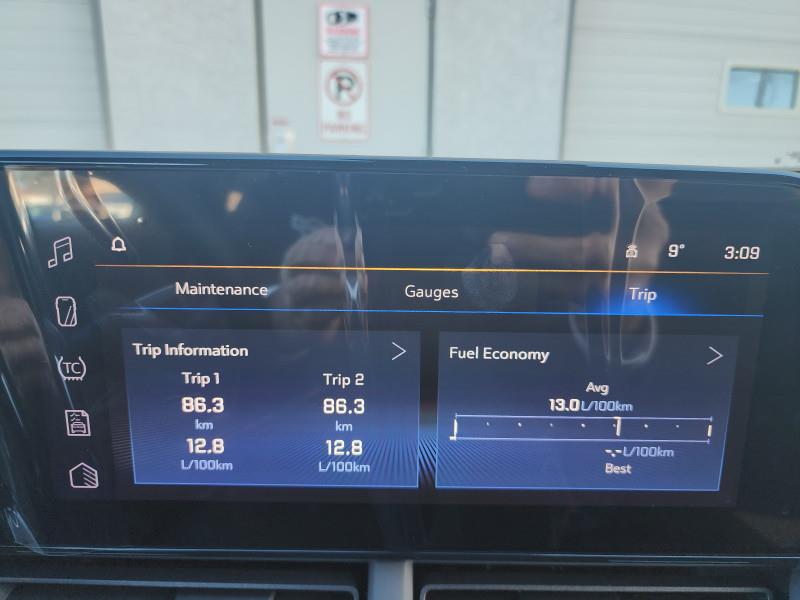 NO
PARKING
9°
3:09
Maintenance
Gauges
Trip
Trip Information
Trip 1
Trip 2
86.3
km
86.3
km
12.8
L/100km
12.8
L/100km
TC
Fuel Economy
Avg
13.0 L/100km
-.- L/100km
Best